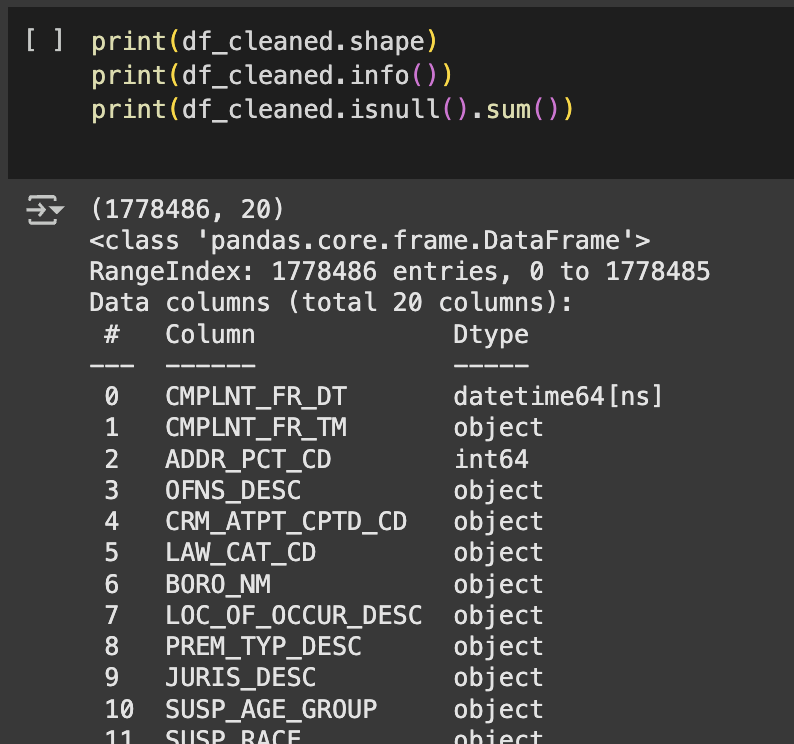 [ ] print(df_cleaned.shape)
print(df_cleaned.info())
print(df_cleaned.isnull().sum())
(1778486, 20)
<class 'pandas.core.frame.DataFrame'>
RangeIndex: 1778486 entries, 0 to 1778485
Data columns (total 20 columns):
# Column Dtype
--- ------ -----
0 CMPLNT_FR_DT datetime64[ns]
1 CMPLNT_FR_TM object
2 ADDR_PCT_CD int64
3 OFNS_DESC object
4 CRM_ATPT_CPTD_CD object
5 LAW_CAT_CD object
6 BORO_NM object
7 LOC_OF_OCCUR_DESC object
8 PREM_TYP_DESC object
9 JURIS_DESC object
10 SUSP_AGE_GROUP object
11 SUSP_RACE object